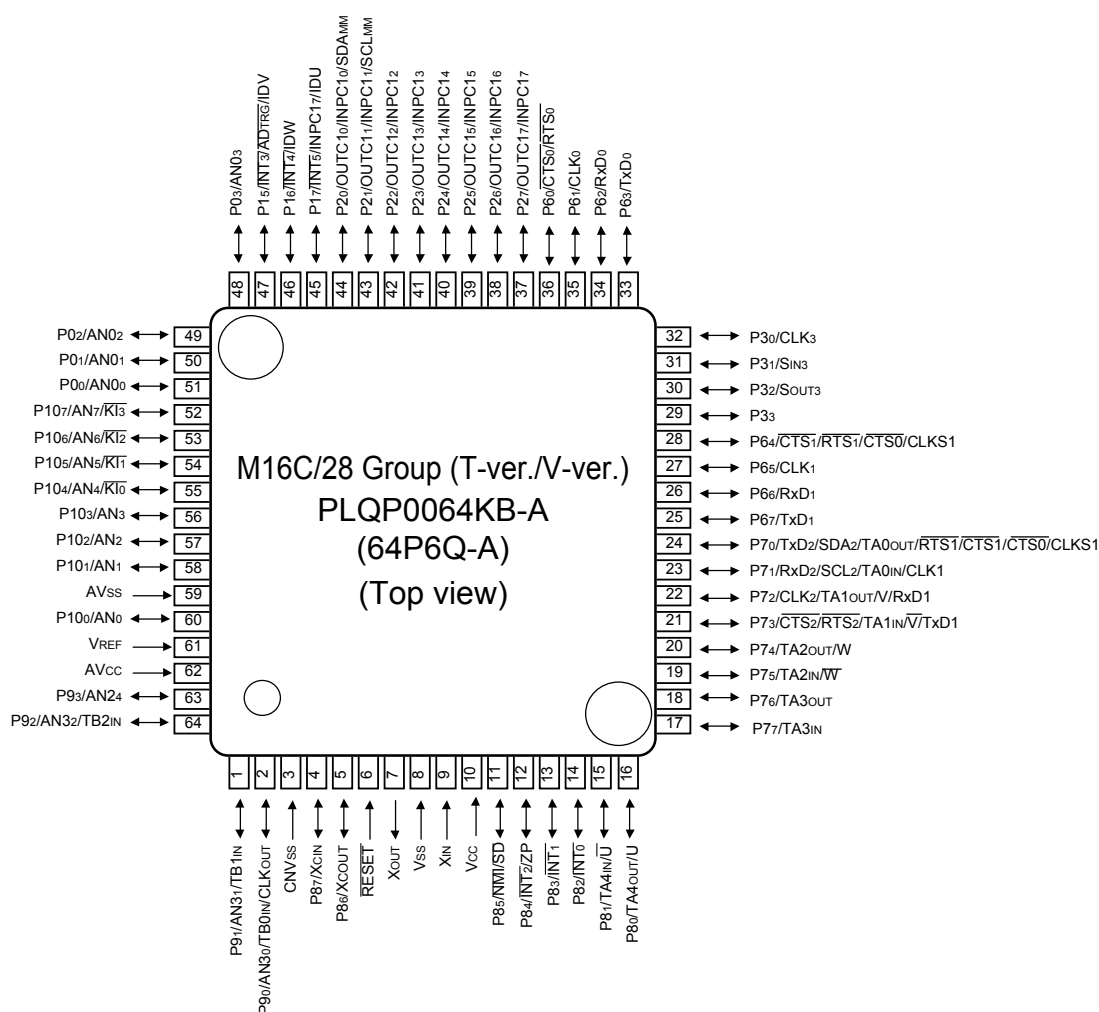 P03/AN03
P15/INT3/ADTRG/IDV
P16/INT4/IDW
P17/INT5/INPC17/IDU
P20/OUTC10/INPC10/SDAMM
P21/OUTC11/INPC11/SCLMM
P22/OUTC12/INPC12
P23/OUTC13/INPC13
P24/OUTC14/INPC14
P25/OUTC15/INPC15
P26/OUTC16/INPC16
P27/OUTC17/INPC17
P60/CTS0/RTS0
P61/CLK0
P62/RxD0
P63/TxD0
48 47 46 45 44 43 42 41 40 39 38 37 36 35 34 33
P02/AN02 49
P01/AN01 50
P00/AN00 51
P107/AN7/KI3 52
P106/AN6/KI2 53
P105/AN5/KI1 54
P104/AN4/KI0 55
P103/AN3 56
P102/AN2 57
P101/AN1 58
AVSS 59
P100/AN0 60
VREF 61
AVCC 62
P93/AN24 63
P92/AN32/TB2IN 64
M16C/28 Group (T-ver./V-ver.)
PLQP0064KB-A
(64P6Q-A)
(Top view)
32 P30/CLK3
31 P31/SIN3
30 P32/SOUT3
29 P33
28 P64/CTS1/RTS1/CTS0/CLKS1
27 P65/CLK1
26 P66/RxD1
25 P67/TxD1
24 P70/TxD2/SDA2/TA0OUT/RTS1/CTS1/CTS0/CLKS1
23 P71/RxD2/SCL2/TA0IN/CLK1
22 P72/CLK2/TA1OUT/V/RxD1
21 P73/CTS2/RTS2/TA1IN/V/TxD1
20 P74/TA2OUT/W
19 P75/TA2IN/W
18 P76/TA3OUT
17 P77/TA3IN
1 2 3 4 5 6 7 8 9 10 11 12 13 14 15 16
P91/AN31/TB1IN
P90/AN30/TB0IN/CLKOUT
CNVSS
P87/XCIN
P86/XCOUT
RESET
XOUT
VSS
XIN
VCC
P85/NMI/SD
P84/INT2/ZP
P83/INT1
P82/INT0
P81/TA4IN/U
P80/TA4OUT/U